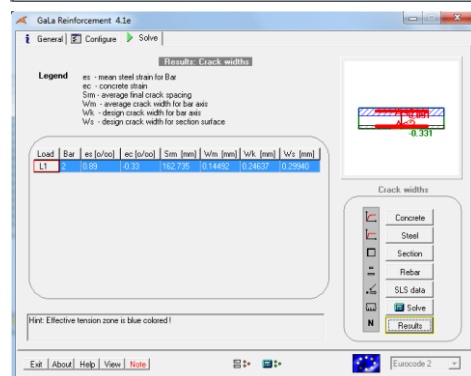 GaLa Reinforcement 4.1e
General Configure Solve
Results: Crack widths
Legend
es - mean steel strain for Bar
ec - concrete strain
Srm - average final crack spacing
Wm - average crack width for bar axis
Wk - design crack width for bar axis
Ws - design crack width for section surface
-0.331
Load Bar es [o/oo] ec [o/oo] Srm [mm] Wm [mm] Wk [mm] Ws [mm]
L1 2 0.89 -0.33 162.735 0.14492 0.24637 0.29940
Crack widths
Concrete
Steel
Section
Rebar
SLS data
Solve
N Results
Hint: Effective tension zone is blue colored!
Exit About Help View Note Eurocode 2